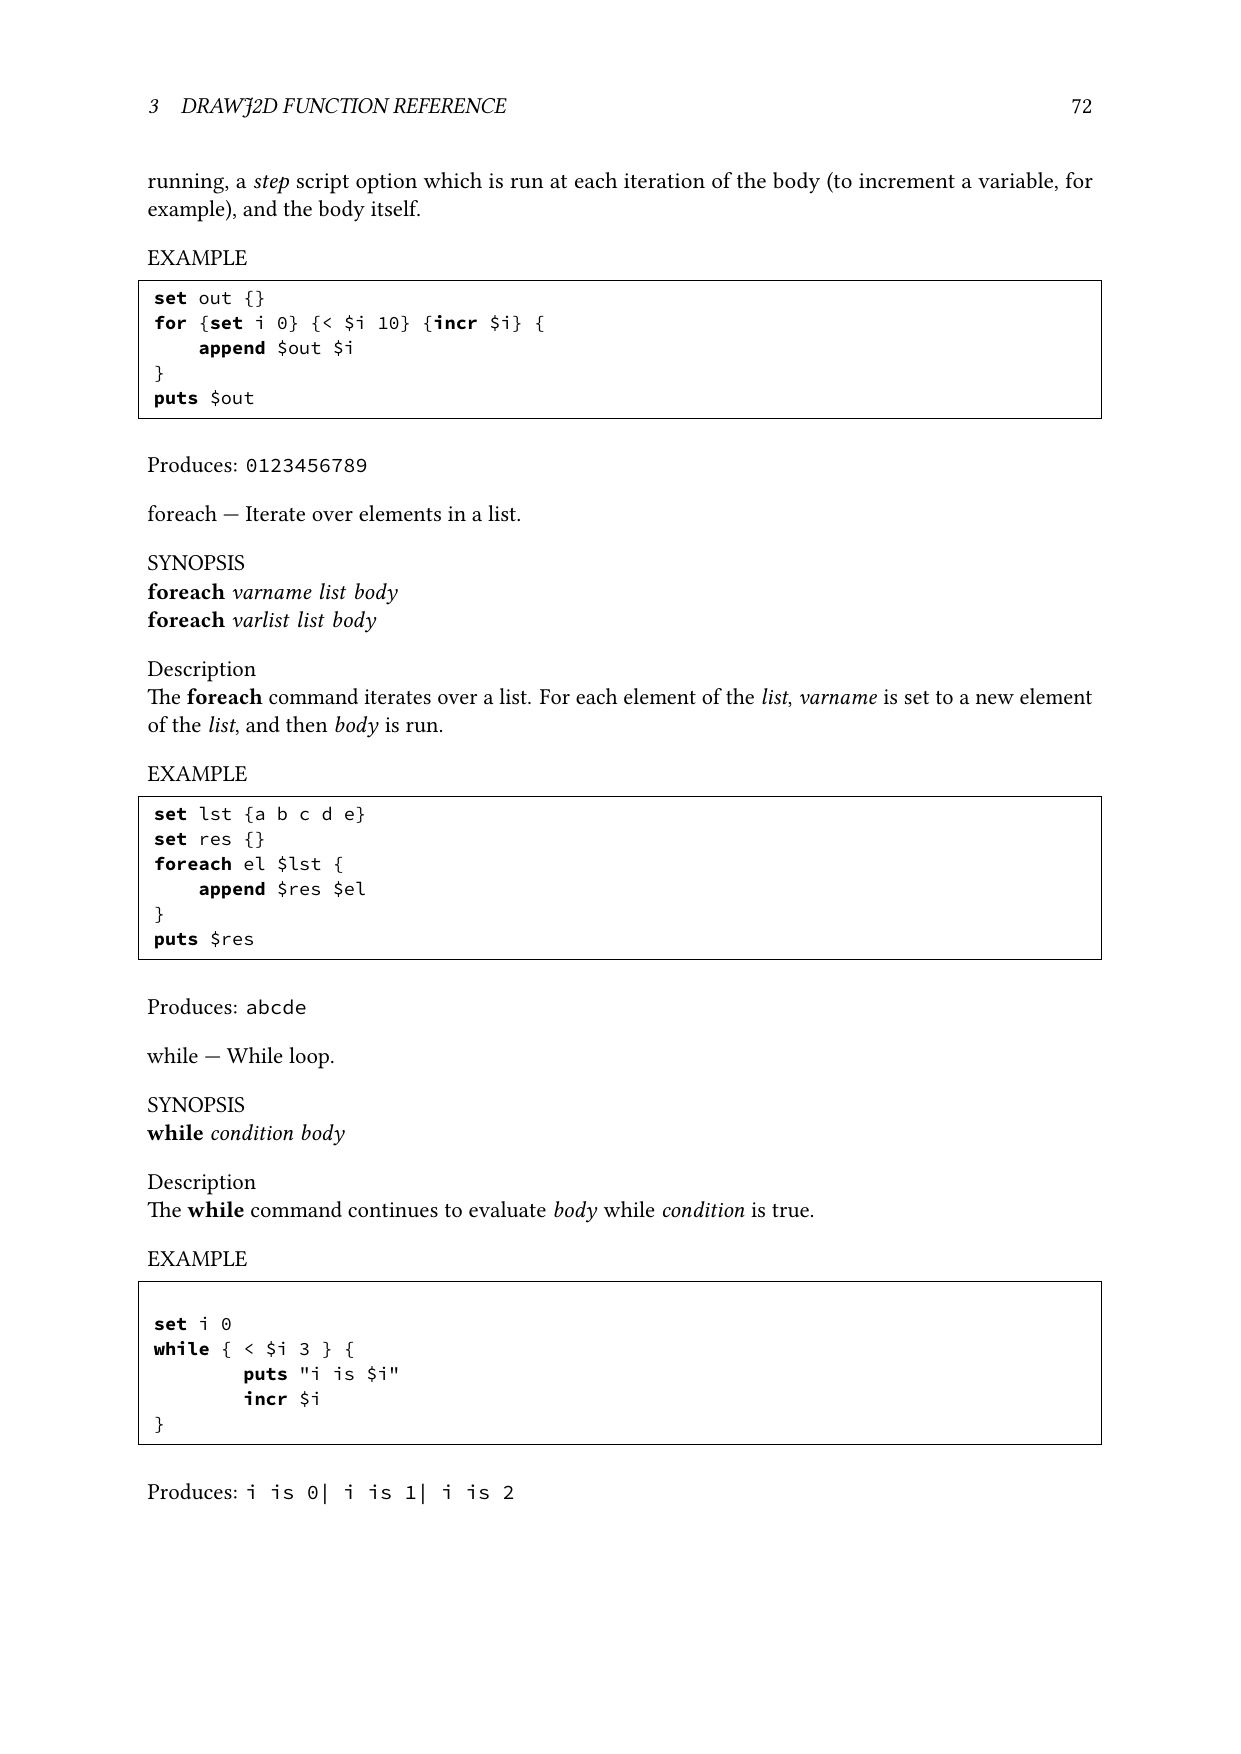 3 DRAWJ2D FUNCTION REFERENCE 72
running, a step script option which is run at each iteration of the body (to increment a variable, for
example), and the body itself.
EXAMPLE
set out {}
for {set i 0} {< $i 10} {incr $i} {
    append $out $i
}
puts $out
Produces: 0123456789
foreach — Iterate over elements in a list.
SYNOPSIS
foreach varname list body
foreach varlist list body
Description
The foreach command iterates over a list. For each element of the list, varname is set to a new element
of the list, and then body is run.
EXAMPLE
set lst {a b c d e}
set res {}
foreach el $lst {
    append $res $el
}
puts $res
Produces: abcde
while — While loop.
SYNOPSIS
while condition body
Description
The while command continues to evaluate body while condition is true.
EXAMPLE
set i 0
while { < $i 3 } {
        puts "i is $i"
        incr $i
}
Produces: i is 0| i is 1| i is 2